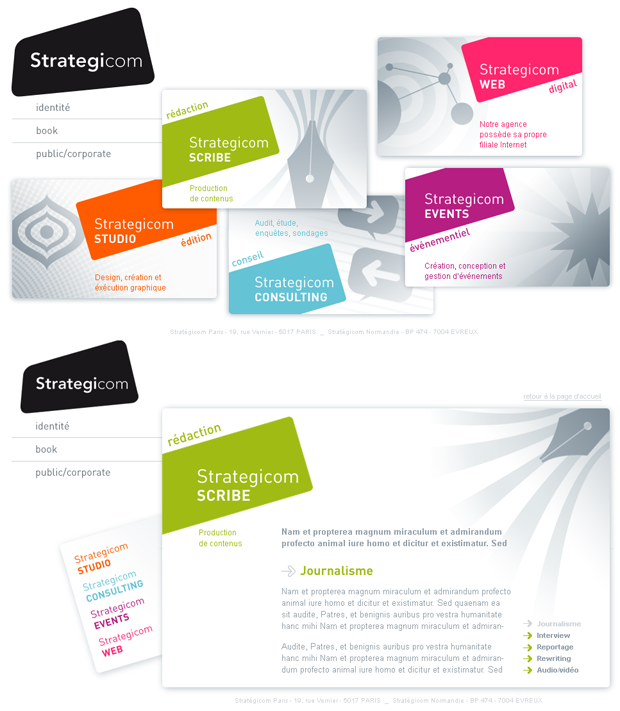 Strategicom
identité
book
public/corporate
rédaction
Strategicom
SCRIBE
Production
de contenus
Strategicom
WEB
digital
Notre agence
possède sa propre
filiale Internet
Strategicom
STUDIO
édition
Design, création et
éxécution graphique
Audit, étude,
enquêtes, sondages
conseil
Strategicom
CONSULTING
Strategicom
EVENTS
événementiel
Création, conception et
gestion d'événements
Stratégicom Paris - 19, rue Vernier - 5017 PARIS _ Stratégicom Normandie - BP 474 - 7004 EVREUX
Strategicom
identité
book
public/corporate
retour à la page d'accueil
rédaction
Strategicom
SCRIBE
Production
de contenus
Nam et propterea magnum miraculum et admirandum
profecto animal iure homo et dicitur et existimatur. Sed
Journalisme
Nam et propterea magnum miraculum et admirandum profecto
animal iure homo et dicitur et existimatur. Sed quaenam ea
sit audite, Patres, et benignis auribus pro vestra humanitate
hanc mihi Nam et propterea magnum miraculum et admiran-
Audite, Patres, et benignis auribus pro vestra humanitate
hanc mihi Nam et propterea magnum miraculum et admiran-
dum profecto animal iure homo et dicitur et existimatur. Sed
Journalisme
Interview
Reportage
Rewriting
Audio/vidéo
Strategicom
STUDIO
Strategicom
CONSULTING
Strategicom
EVENTS
Strategicom
WEB
Stratégicom Paris - 19, rue Vernier - 5017 PARIS _ Stratégicom Normandie - BP 474 - 7004 EVREUX